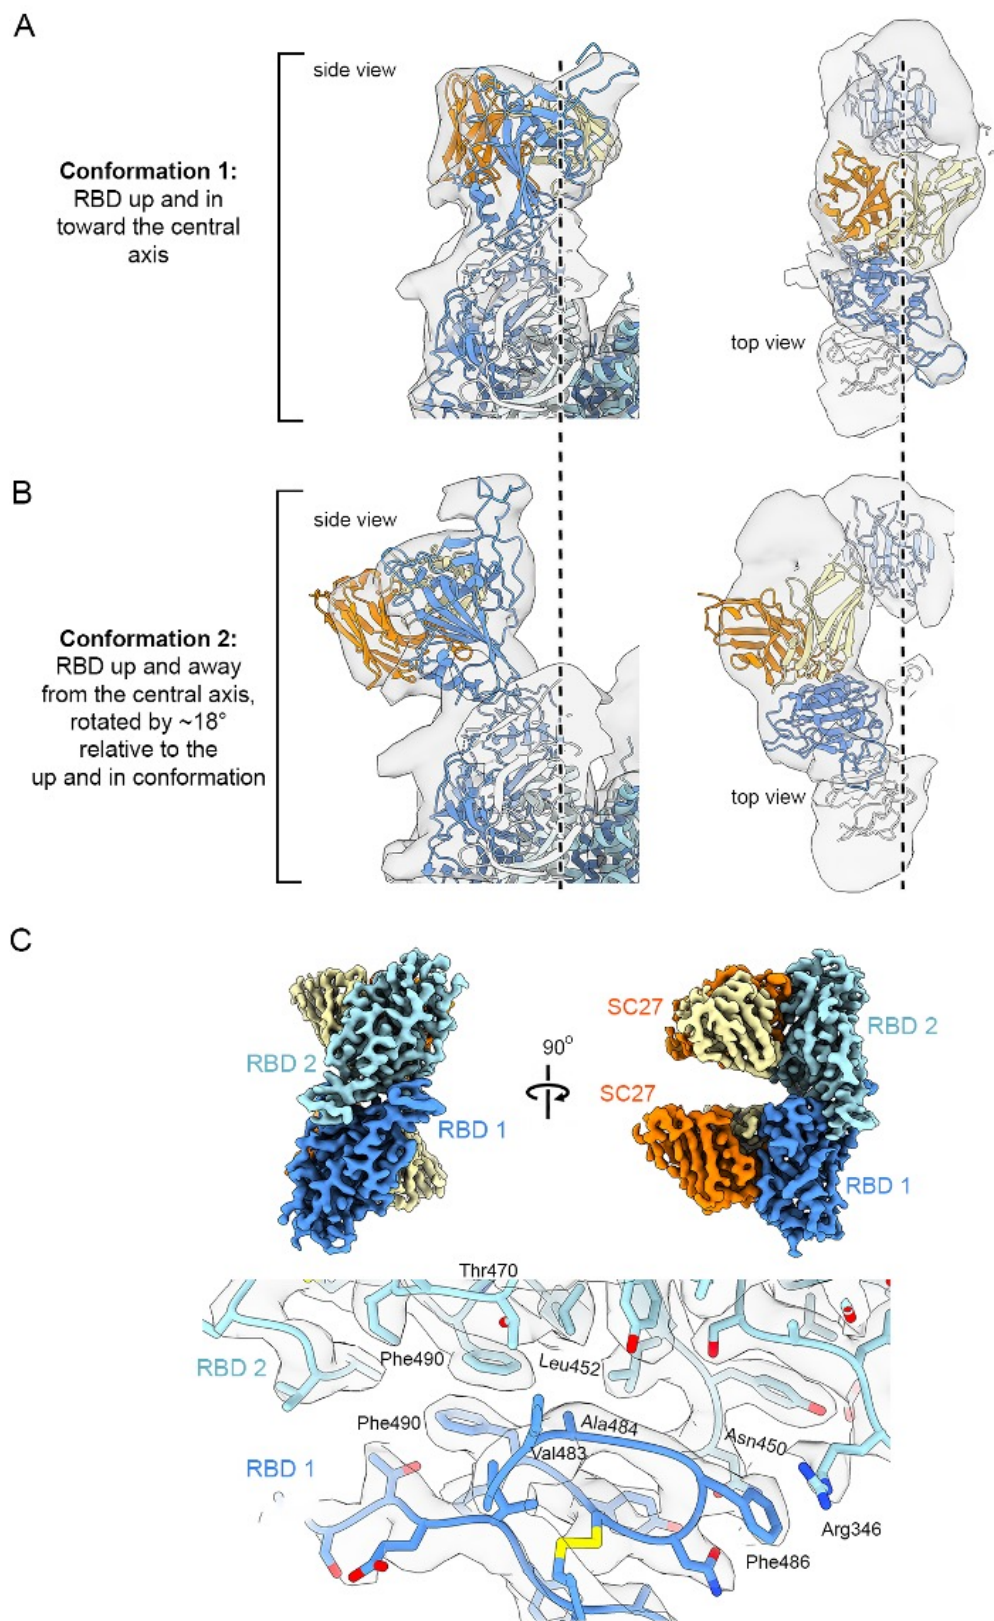 A
side view
Conformation 1:
RBD up and in
toward the central
axis
top view
B
side view
Conformation 2:
RBD up and away
from the central axis,
rotated by ~18°
relative to the
up and in conformation
top view
C
SC27
RBD 2
RBD 2
90°
SC27
RBD 1
RBD 1
Thr470
RBD 2
Phe490
Leu452
Phe490
Ala484
Val483
Asn450
RBD 1
Arg346
Phe486